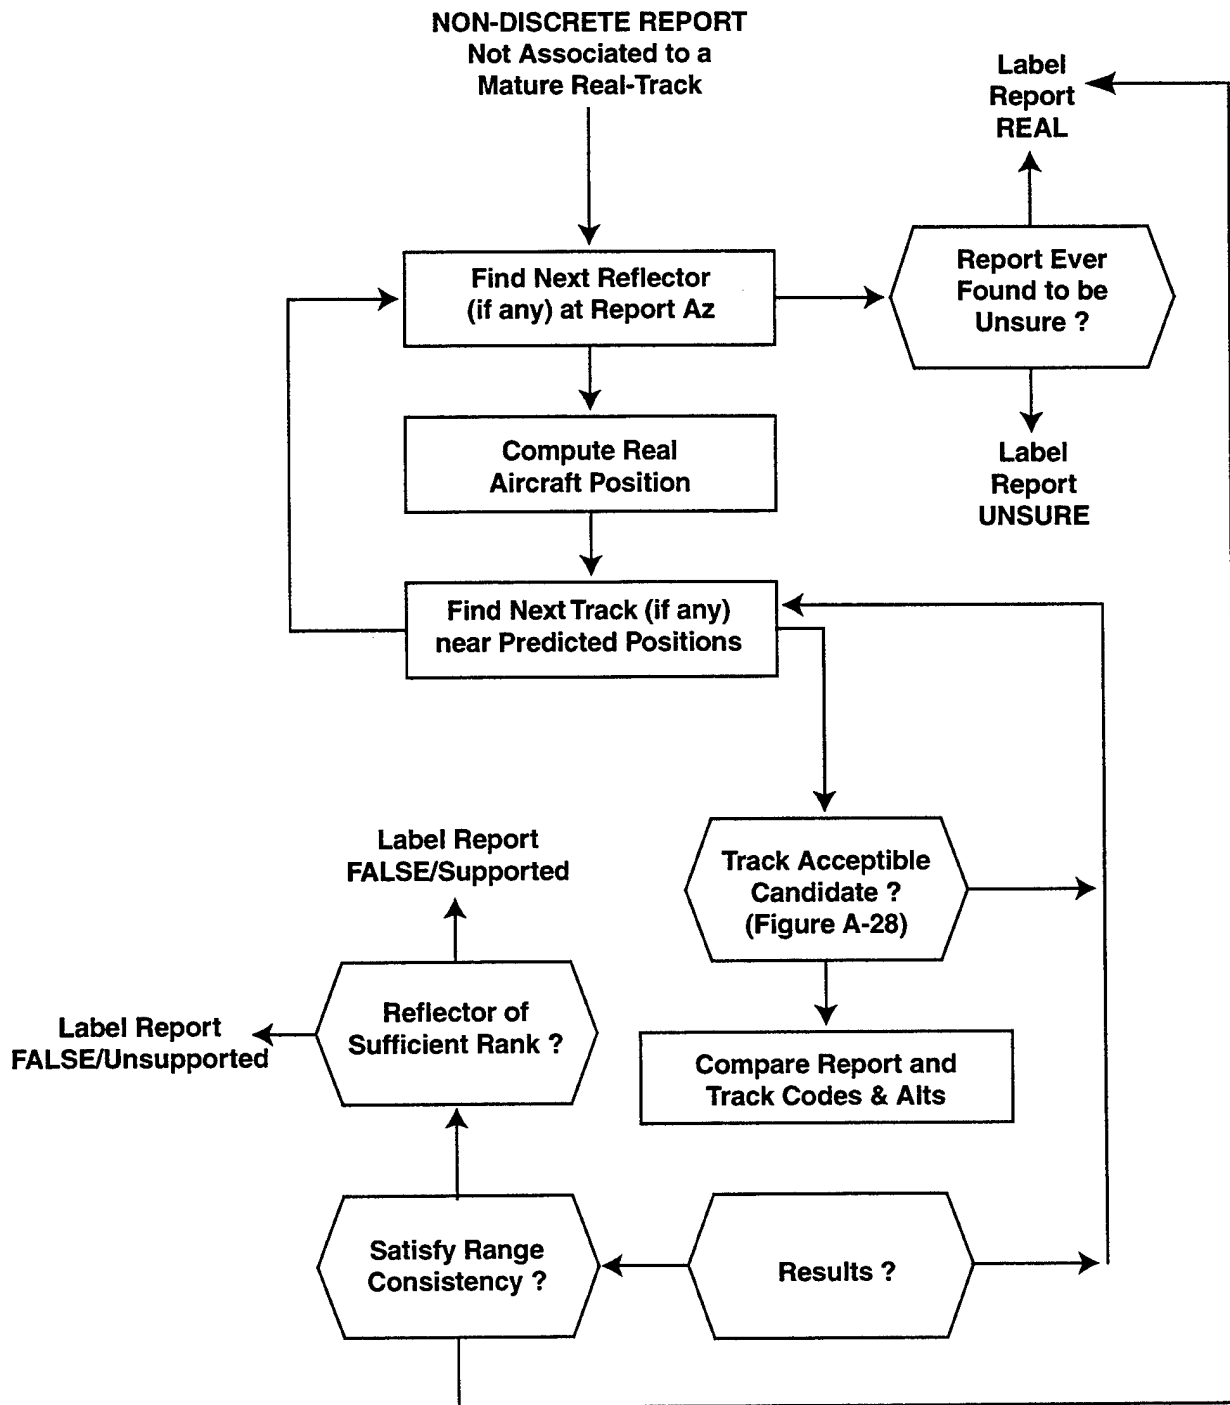 NON-DISCRETE REPORT
Not Associated to a
Mature Real-Track
Label
Report
REAL
Find Next Reflector
(if any) at Report Az
Report Ever
Found to be
Unsure ?
Compute Real
Aircraft Position
Label
Report
UNSURE
Find Next Track (if any)
near Predicted Positions
Label Report
FALSE/Supported
Track Acceptible
Candidate ?
(Figure A-28)
Reflector of
Sufficient Rank ?
Label Report
FALSE/Unsupported
Compare Report and
Track Codes & Alts
Satisfy Range
Consistency ?
Results ?